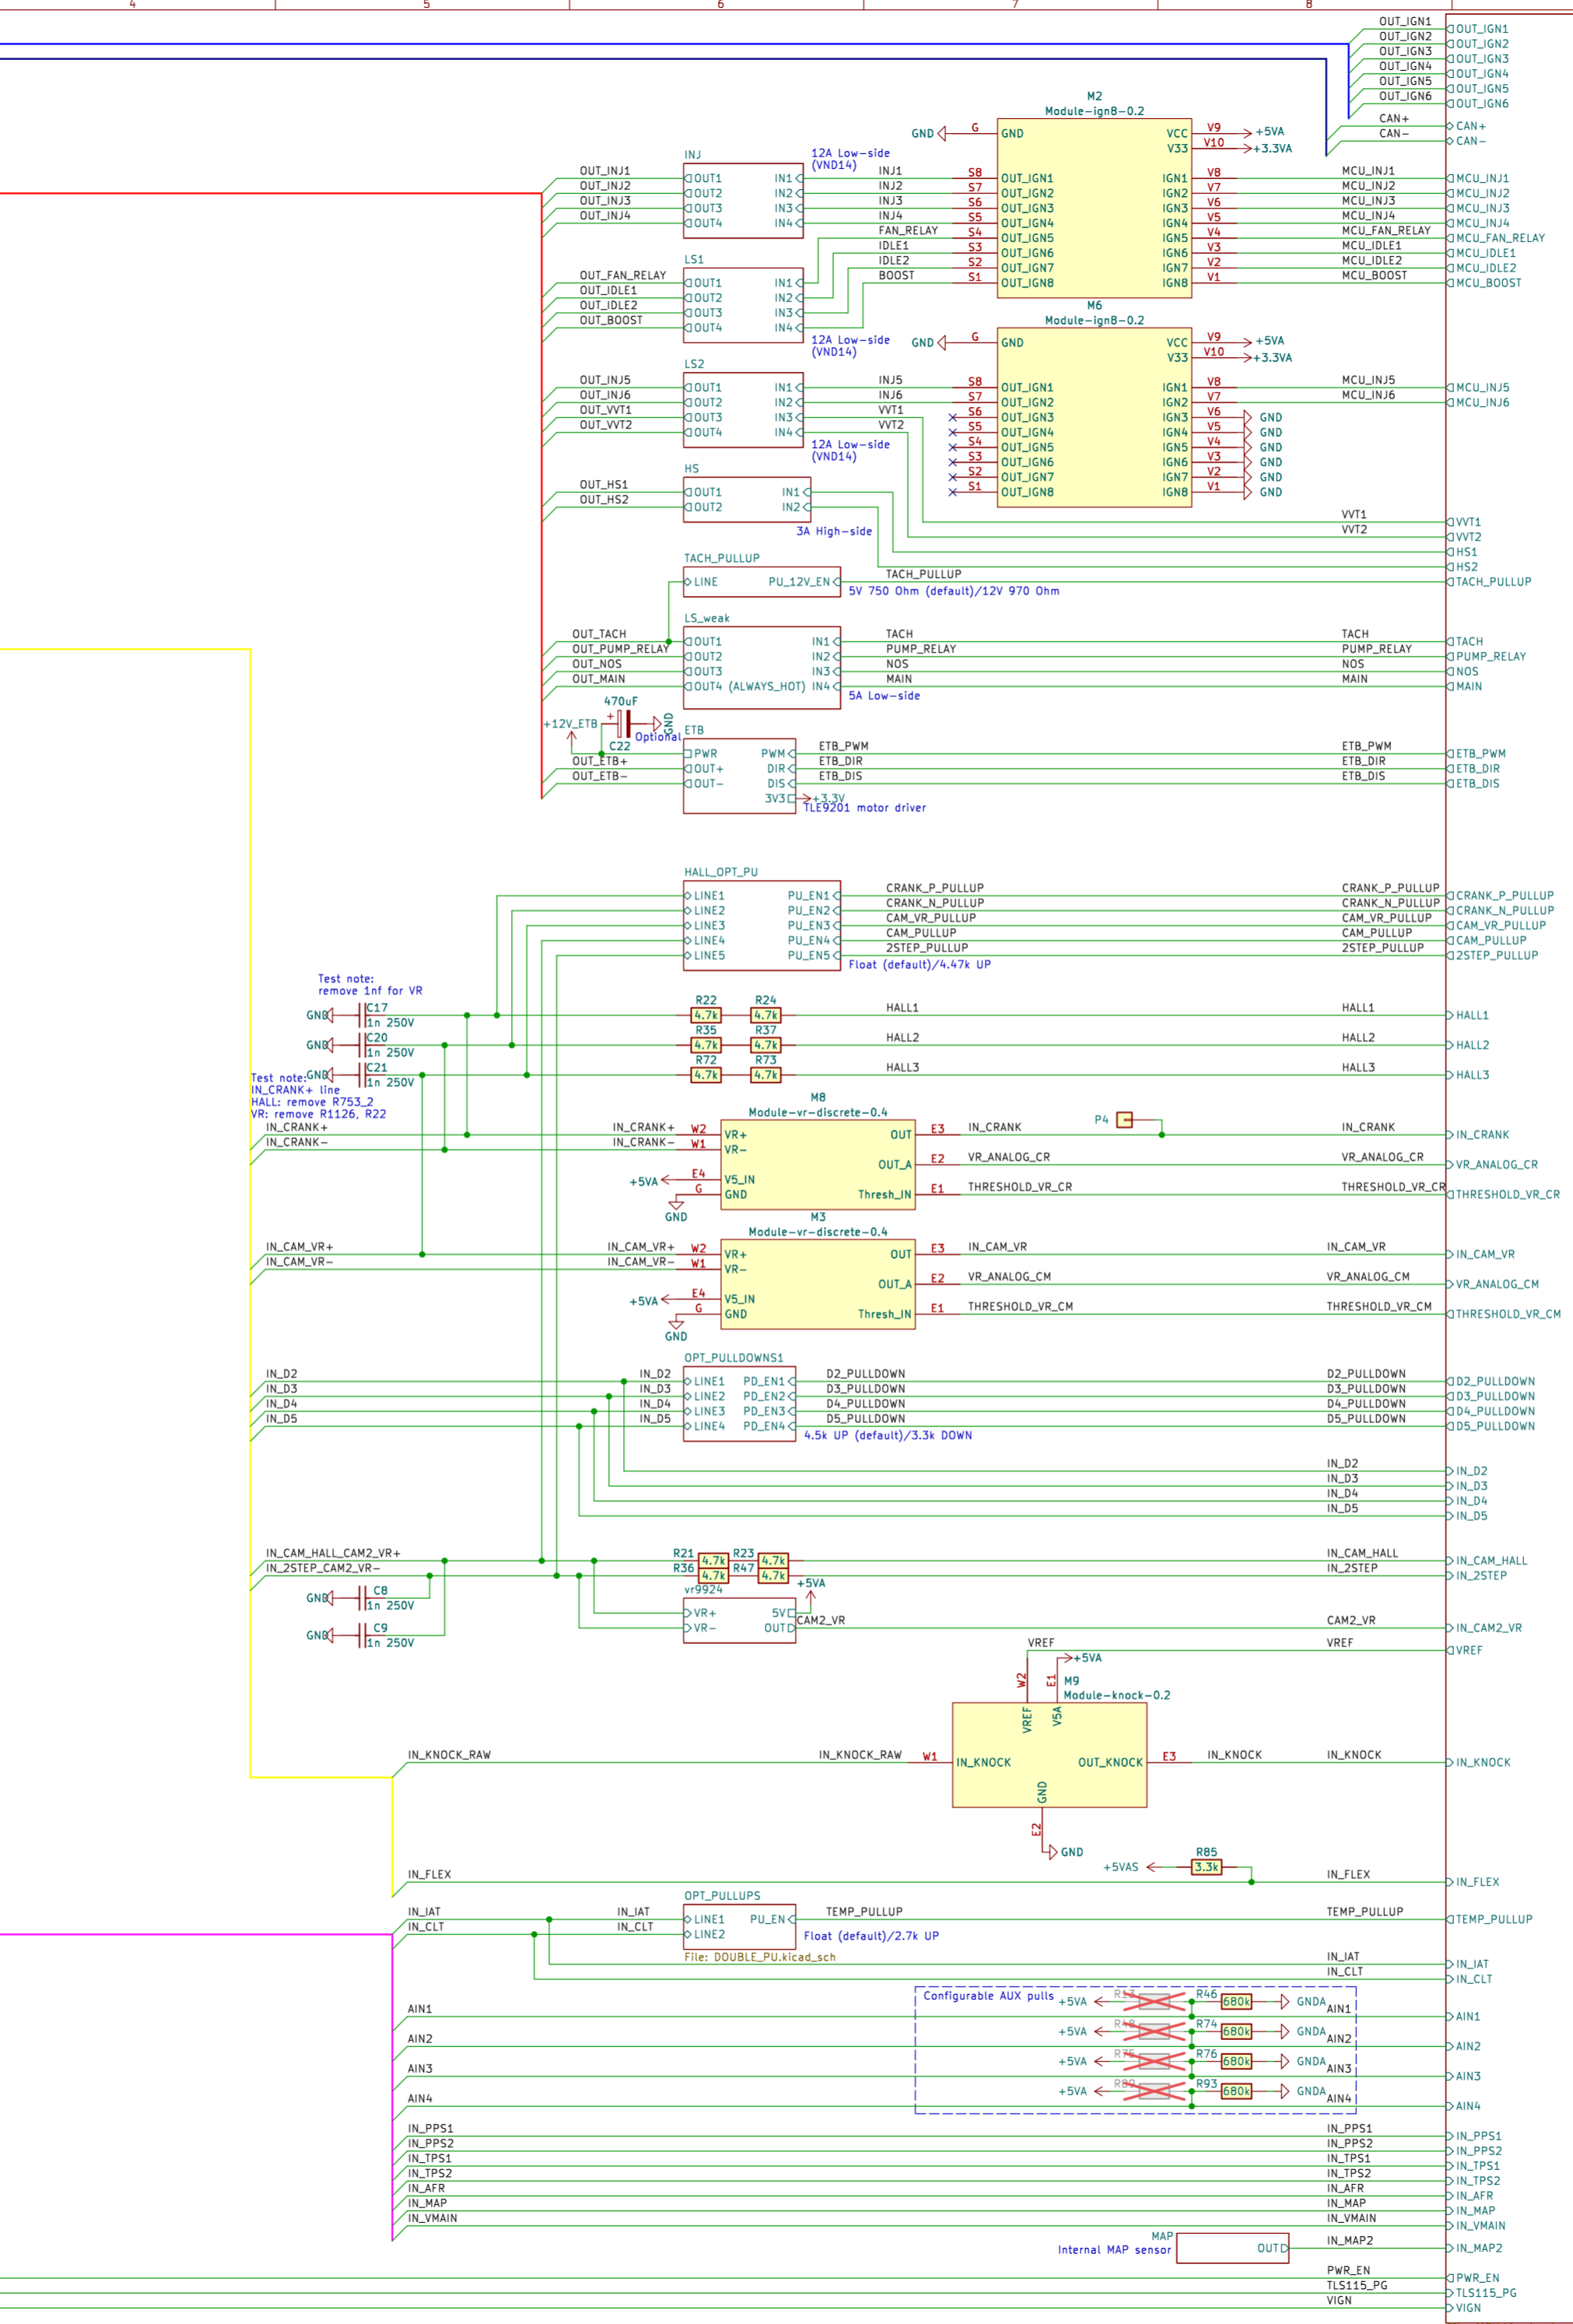 4 5 6 7 8
OUT_IGN1 OUT_IGN1
OUT_IGN2 OUT_IGN2
OUT_IGN3 OUT_IGN3
OUT_IGN4 OUT_IGN4
OUT_IGN5 OUT_IGN5
OUT_IGN6 OUT_IGN6
CAN+ CAN+
CAN- CAN-
M2
Module-ign8-0.2
GND G GND VCC V9 +5VA
V33 V10 +3.3VA
INJ 12A Low-side
(VND14)
OUT_INJ1 OUT1 IN1 INJ1 S8 OUT_IGN1 IGN1 V8 MCU_INJ1 MCU_INJ1
OUT_INJ2 OUT2 IN2 INJ2 S7 OUT_IGN2 IGN2 V7 MCU_INJ2 MCU_INJ2
OUT_INJ3 OUT3 IN3 INJ3 S6 OUT_IGN3 IGN3 V6 MCU_INJ3 MCU_INJ3
OUT_INJ4 OUT4 IN4 INJ4 S5 OUT_IGN4 IGN4 V5 MCU_INJ4 MCU_INJ4
FAN_RELAY S4 OUT_IGN5 IGN5 V4 MCU_FAN_RELAY MCU_FAN_RELAY
IDLE1 S3 OUT_IGN6 IGN6 V3 MCU_IDLE1 MCU_IDLE1
LS1 IDLE2 S2 OUT_IGN7 IGN7 V2 MCU_IDLE2 MCU_IDLE2
OUT_FAN_RELAY OUT1 IN1 BOOST S1 OUT_IGN8 IGN8 V1 MCU_BOOST MCU_BOOST
OUT_IDLE1 OUT2 IN2
OUT_IDLE2 OUT3 IN3
OUT_BOOST OUT4 IN4
12A Low-side
(VND14)
M6
Module-ign8-0.2
GND G GND VCC V9 +5VA
V33 V10 +3.3VA
LS2
OUT_INJ5 OUT1 IN1 INJ5 S8 OUT_IGN1 IGN1 V8 MCU_INJ5 MCU_INJ5
OUT_INJ6 OUT2 IN2 INJ6 S7 OUT_IGN2 IGN2 V7 MCU_INJ6 MCU_INJ6
OUT_VVT1 OUT3 IN3 VVT1 S6 OUT_IGN3 IGN3 V6 GND
OUT_VVT2 OUT4 IN4 VVT2 S5 OUT_IGN4 IGN4 V5 GND
12A Low-side
(VND14)
S4 OUT_IGN5 IGN5 V4 GND
S3 OUT_IGN6 IGN6 V3 GND
S2 OUT_IGN7 IGN7 V2 GND
S1 OUT_IGN8 IGN8 V1 GND
HS
OUT_HS1 OUT1 IN1
OUT_HS2 OUT2 IN2
3A High-side
VVT1 VVT1
VVT2 VVT2
HS1
HS2
TACH_PULLUP
LINE PU_12V_EN TACH_PULLUP TACH_PULLUP
5V 750 Ohm (default)/12V 970 Ohm
LS_weak
OUT_TACH OUT1 IN1 TACH TACH TACH
OUT_PUMP_RELAY OUT2 IN2 PUMP_RELAY PUMP_RELAY PUMP_RELAY
OUT_NOS OUT3 IN3 NOS NOS NOS
OUT_MAIN OUT4 (ALWAYS_HOT) IN4 MAIN MAIN MAIN
5A Low-side
470uF
+12V_ETB + GND
Optional
C22
ETB
PWR PWM ETB_PWM ETB_PWM ETB_PWM
OUT_ETB+ OUT+ DIR ETB_DIR ETB_DIR ETB_DIR
OUT_ETB- OUT- DIS ETB_DIS ETB_DIS ETB_DIS
3V3 +3.3V
TLE9201 motor driver
HALL_OPT_PU
LINE1 PU_EN1 CRANK_P_PULLUP CRANK_P_PULLUP CRANK_P_PULLUP
LINE2 PU_EN2 CRANK_N_PULLUP CRANK_N_PULLUP CRANK_N_PULLUP
LINE3 PU_EN3 CAM_VR_PULLUP CAM_VR_PULLUP CAM_VR_PULLUP
LINE4 PU_EN4 CAM_PULLUP CAM_PULLUP CAM_PULLUP
LINE5 PU_EN5 2STEP_PULLUP 2STEP_PULLUP 2STEP_PULLUP
Float (default)/4.47k UP
Test note:
remove 1nf for VR
GND C17 1n 250V R22 4.7k R24 4.7k HALL1 HALL1 HALL1
GND C20 1n 250V R35 4.7k R37 4.7k HALL2 HALL2 HALL2
GND C21 1n 250V R72 4.7k R73 4.7k HALL3 HALL3 HALL3
Test note:
IN_CRANK+ line
HALL: remove R753_2
VR: remove R1126, R22
M8
Module-vr-discrete-0.4
P4
IN_CRANK+ IN_CRANK+ W2 VR+ OUT E3 IN_CRANK IN_CRANK IN_CRANK
IN_CRANK- IN_CRANK- W1 VR-
OUT_A E2 VR_ANALOG_CR VR_ANALOG_CR VR_ANALOG_CR
+5VA E4 V5_IN
GND G GND Thresh_IN E1 THRESHOLD_VR_CR THRESHOLD_VR_CR THRESHOLD_VR_CR
M3
Module-vr-discrete-0.4
IN_CAM_VR+ IN_CAM_VR+ W2 VR+ OUT E3 IN_CAM_VR IN_CAM_VR IN_CAM_VR
IN_CAM_VR- IN_CAM_VR- W1 VR-
OUT_A E2 VR_ANALOG_CM VR_ANALOG_CM VR_ANALOG_CM
+5VA E4 V5_IN
GND G GND Thresh_IN E1 THRESHOLD_VR_CM THRESHOLD_VR_CM THRESHOLD_VR_CM
OPT_PULLDOWNS1
IN_D2 IN_D2 LINE1 PD_EN1 D2_PULLDOWN D2_PULLDOWN D2_PULLDOWN
IN_D3 IN_D3 LINE2 PD_EN2 D3_PULLDOWN D3_PULLDOWN D3_PULLDOWN
IN_D4 IN_D4 LINE3 PD_EN3 D4_PULLDOWN D4_PULLDOWN D4_PULLDOWN
IN_D5 IN_D5 LINE4 PD_EN4 D5_PULLDOWN D5_PULLDOWN D5_PULLDOWN
4.5k UP (default)/3.3k DOWN
IN_D2 IN_D2
IN_D3 IN_D3
IN_D4 IN_D4
IN_D5 IN_D5
IN_CAM_HALL_CAM2_VR+ R21 4.7k R23 4.7k IN_CAM_HALL IN_CAM_HALL
IN_2STEP_CAM2_VR- R36 4.7k R47 4.7k IN_2STEP IN_2STEP
GND C8 1n 250V
vr9924 +5VA
VR+ 5V
VR- OUT CAM2_VR CAM2_VR IN_CAM2_VR
GND C9 1n 250V
VREF VREF VREF
W2 E1 +5VA
M9
Module-knock-0.2
VREF V5A
IN_KNOCK_RAW IN_KNOCK_RAW W1 IN_KNOCK OUT_KNOCK E3 IN_KNOCK IN_KNOCK IN_KNOCK
GND
E2 GND
+5VAS R85 3.3k
IN_FLEX IN_FLEX IN_FLEX
OPT_PULLUPS
IN_IAT IN_IAT LINE1 PU_EN TEMP_PULLUP TEMP_PULLUP TEMP_PULLUP
IN_CLT IN_CLT LINE2
Float (default)/2.7k UP
File: DOUBLE_PU.kicad_sch
IN_IAT IN_IAT
IN_CLT IN_CLT
Configurable AUX pulls
+5VA R46 680k GNDA
AIN1 AIN1 AIN1
+5VA R74 680k GNDA
AIN2 AIN2 AIN2
+5VA R76 680k GNDA
AIN3 AIN3 AIN3
+5VA R93 680k GNDA
AIN4 AIN4 AIN4
IN_PPS1 IN_PPS1 IN_PPS1
IN_PPS2 IN_PPS2 IN_PPS2
IN_TPS1 IN_TPS1 IN_TPS1
IN_TPS2 IN_TPS2 IN_TPS2
IN_AFR IN_AFR IN_AFR
IN_MAP IN_MAP IN_MAP
IN_VMAIN IN_VMAIN IN_VMAIN
MAP
Internal MAP sensor OUT IN_MAP2 IN_MAP2
PWR_EN PWR_EN
TLS115_PG TLS115_PG
VIGN VIGN